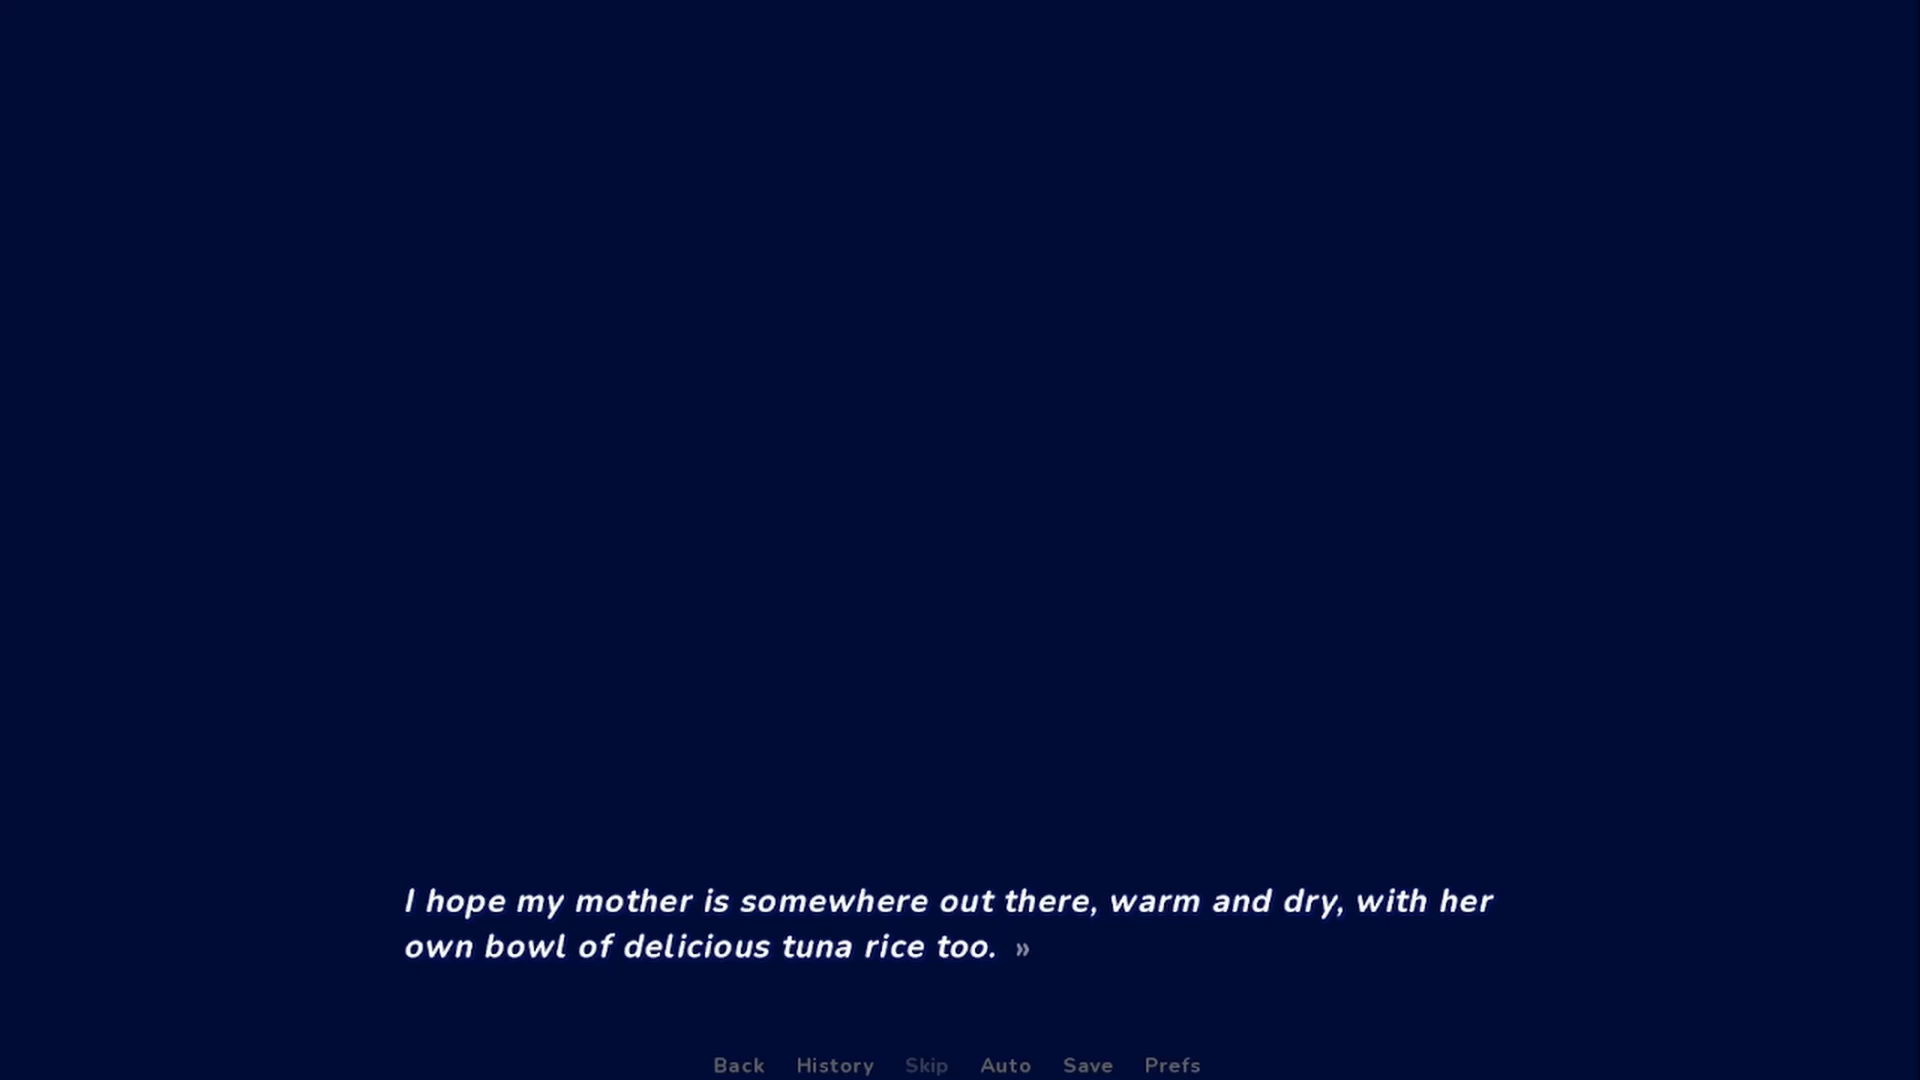 I hope my mother is somewhere out there, warm and dry, with her
own bowl of delicious tuna rice too. »
Back History Skip Auto Save Prefs